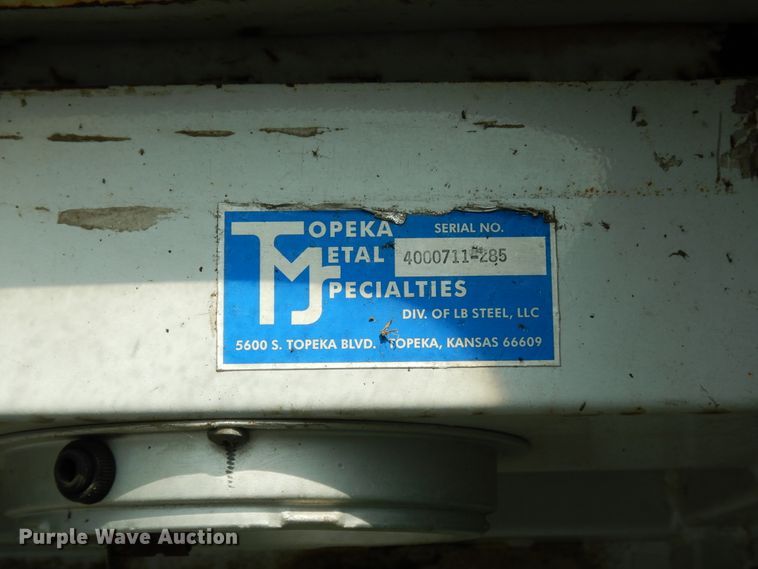 TOPEKA
METAL
SPECIALTIES
SERIAL NO.
4000711-285
DIV. OF LB STEEL, LLC
5600 S. TOPEKA BLVD. TOPEKA, KANSAS 66609
Purple Wave Auction